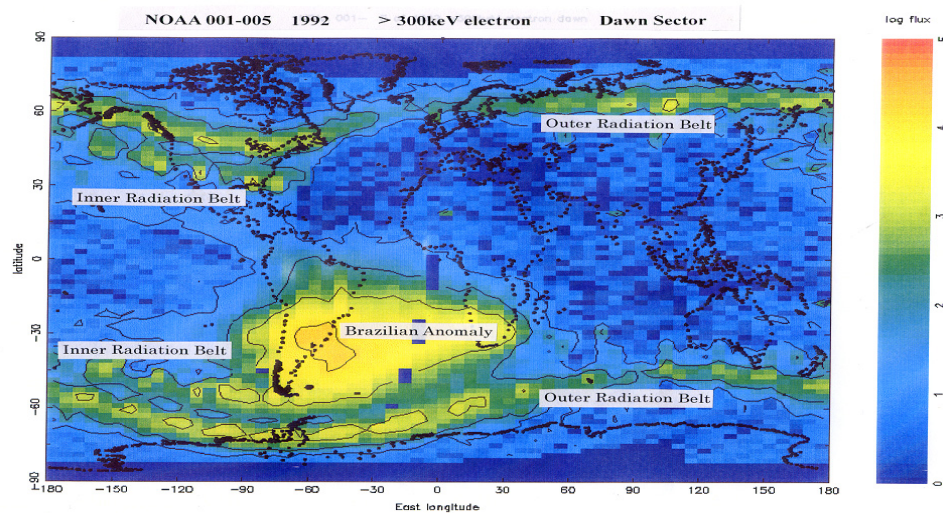 NOAA 001-005 1992 > 300keV electron Dawn Sector
log flux
90
60
30
0
−30
−60
−90
latitude
Outer Radiation Belt
Inner Radiation Belt
Brazilian Anomaly
Inner Radiation Belt
Outer Radiation Belt
−180 −150 −120 −90 −60 −30 0 30 60 90 120 150 180
East longitude
5
4
3
2
1
0